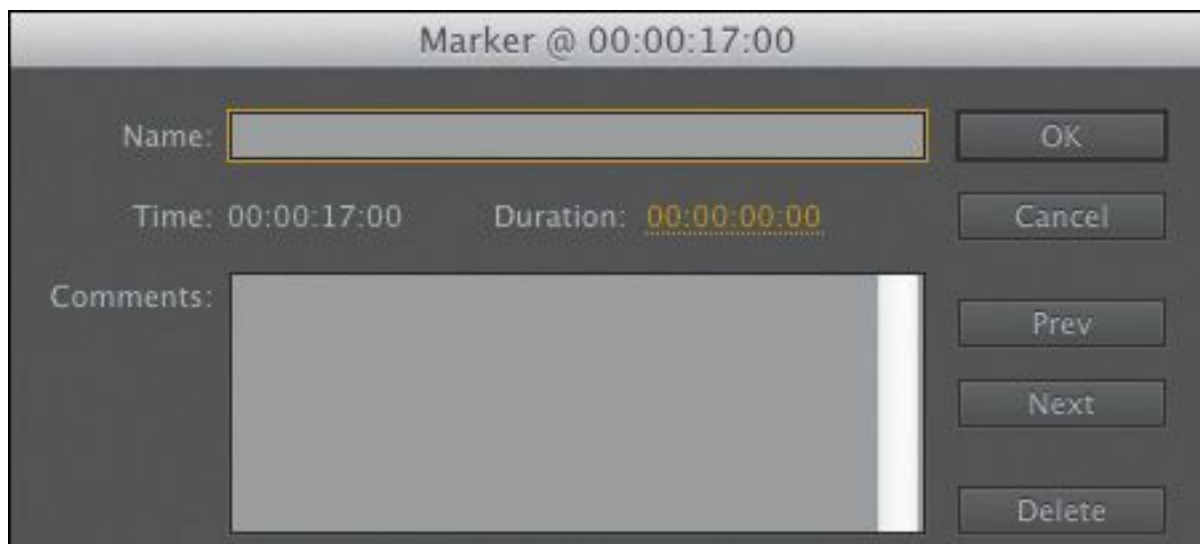 Marker @ 00:00:17:00
Name:
OK
Time: 00:00:17:00 Duration: 00:00:00:00
Cancel
Comments:
Prev
Next
Delete